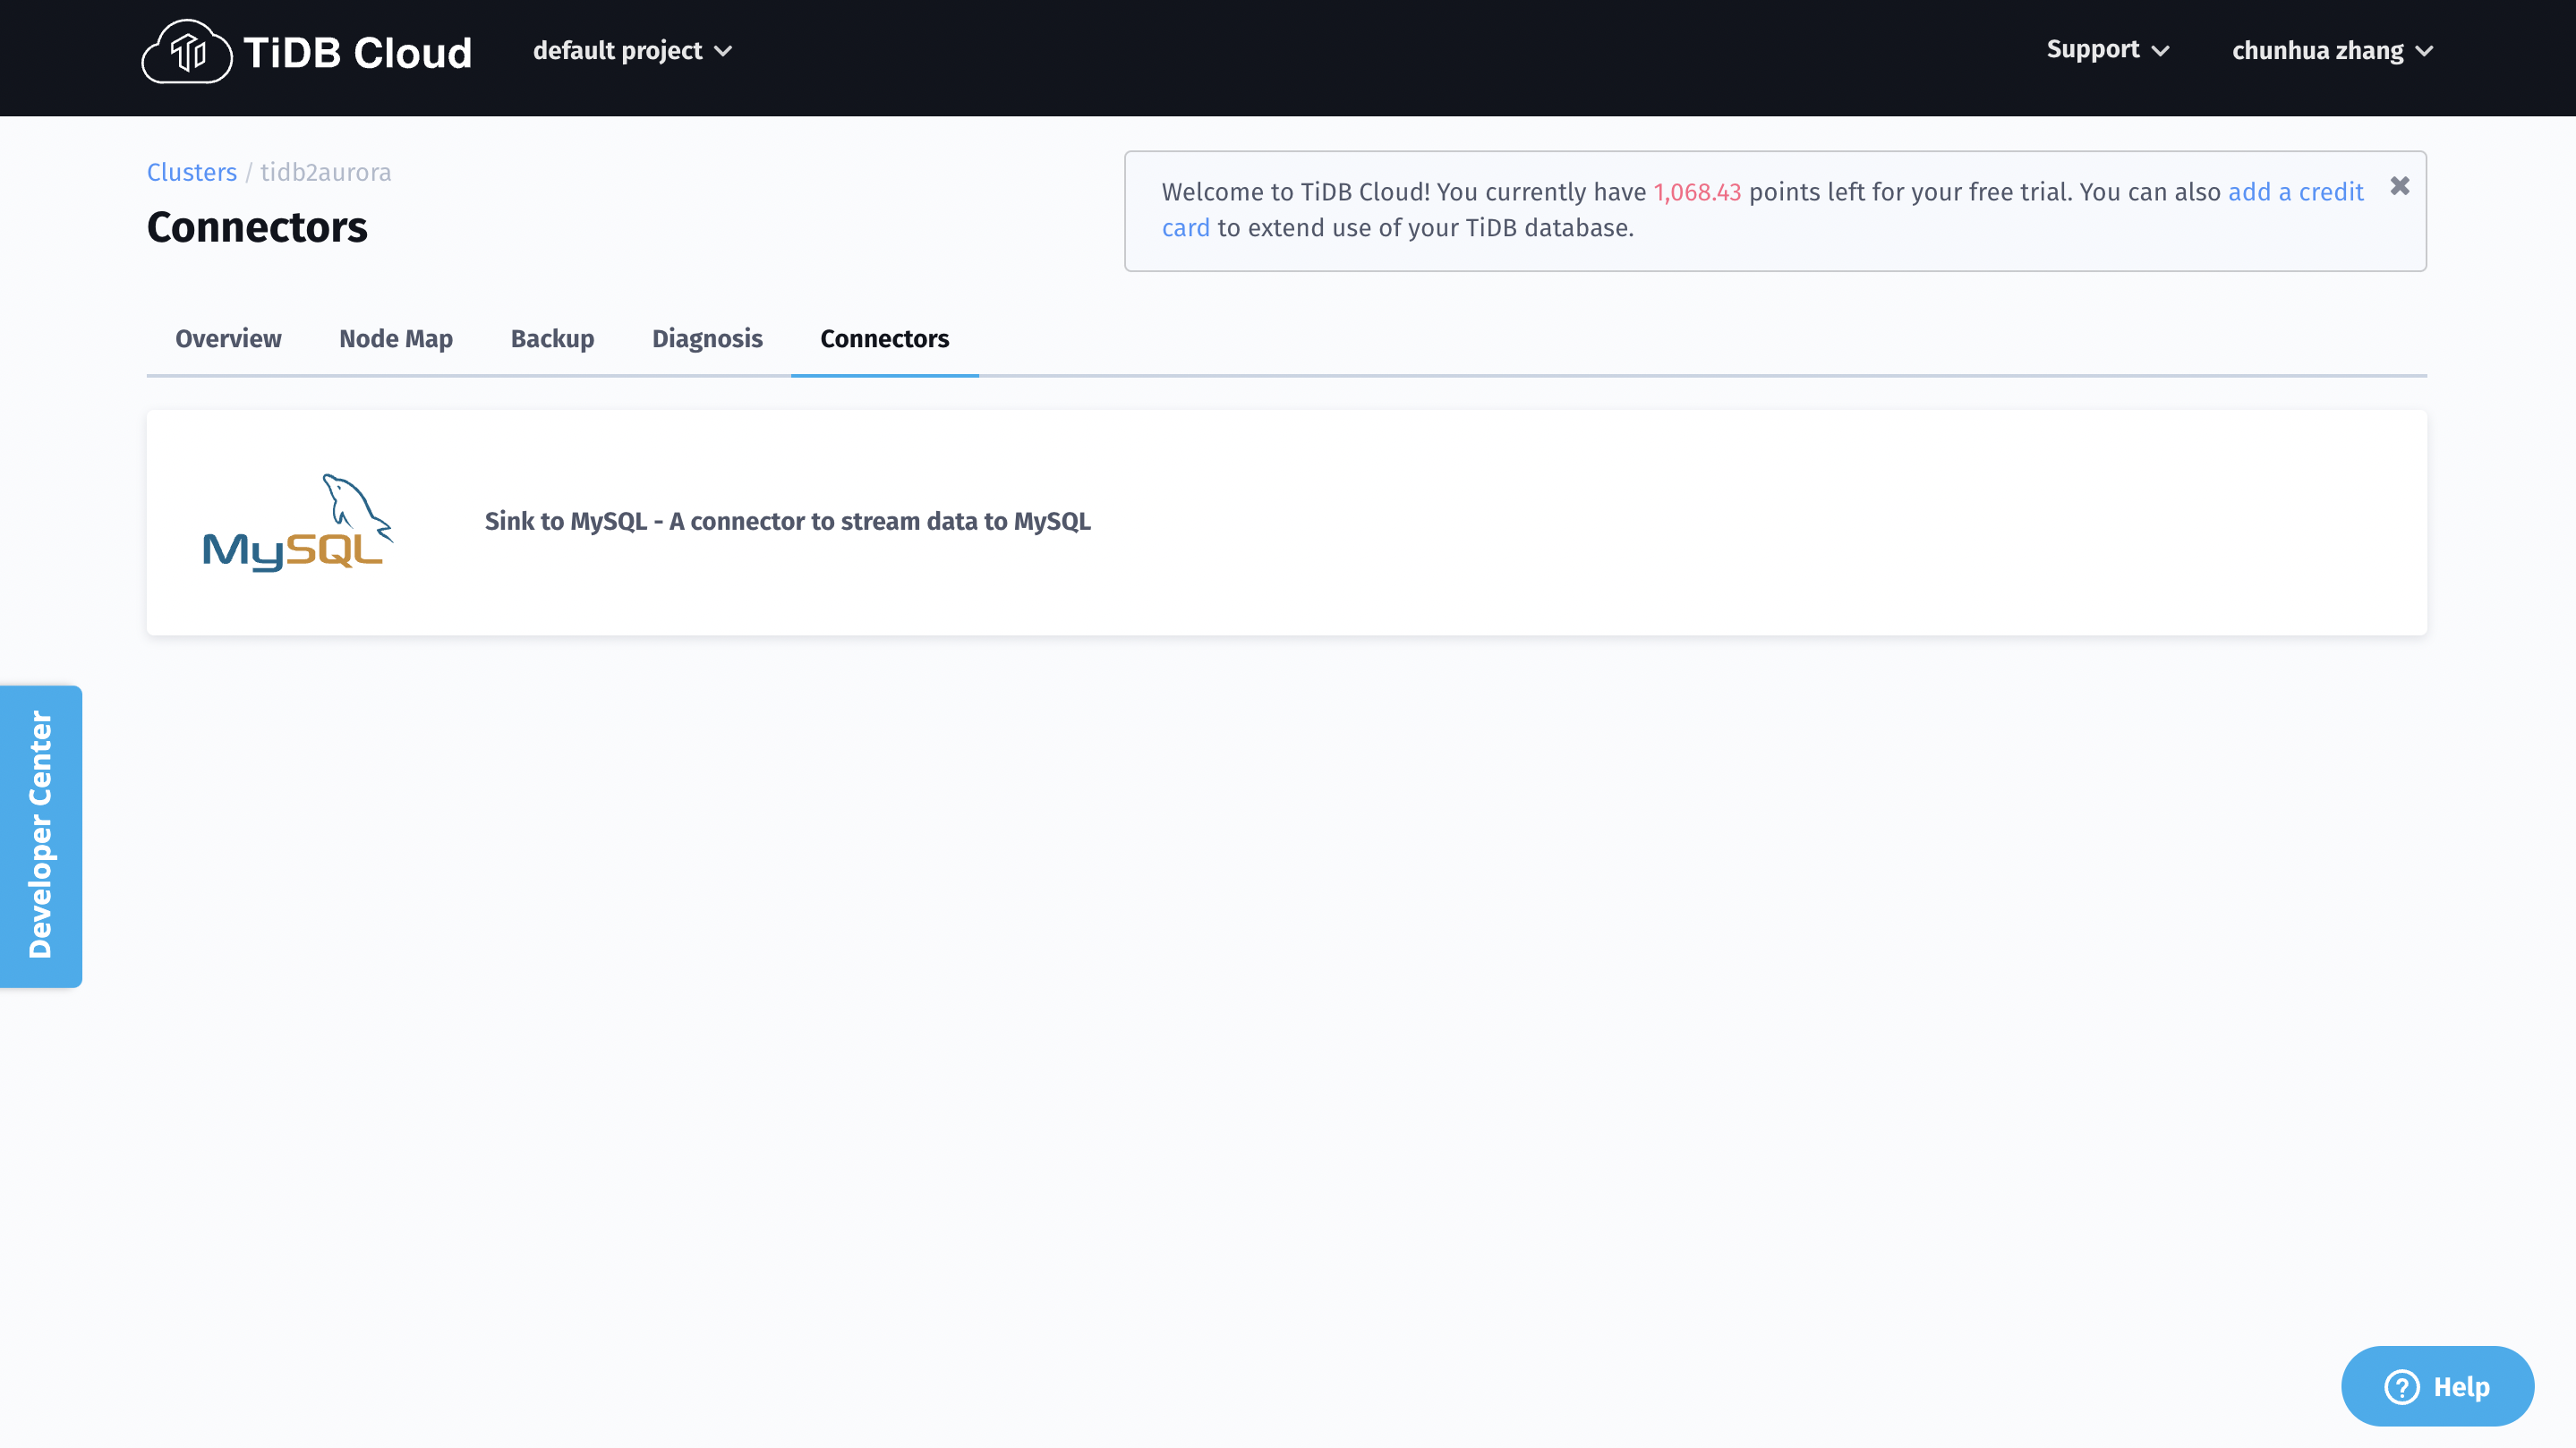 TiDB Cloud
default project
Support
chunhua zhang
Clusters / tidb2aurora
Connectors
Welcome to TiDB Cloud! You currently have 1,068.43 points left for your free trial. You can also add a credit
card to extend use of your TiDB database.
Overview
Node Map
Backup
Diagnosis
Connectors
MySQL
Sink to MySQL - A connector to stream data to MySQL
Developer Center
? Help